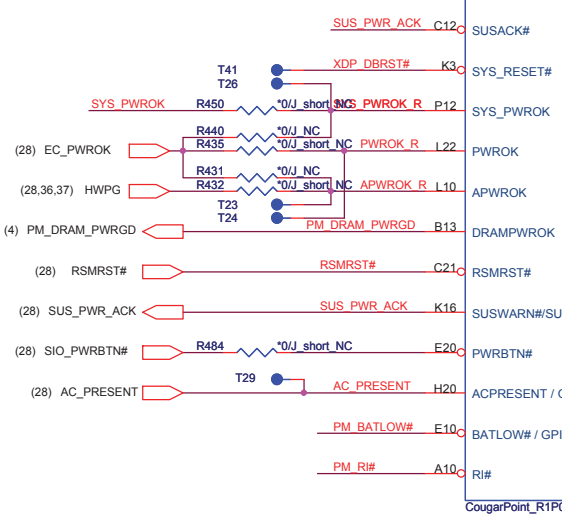 SUS_PWR_ACK C12 SUSACK#
T41 XDP_DBRST# K3 SYS_RESET#
T26
SYS_PWROK R450 *0/J_short_NC SYS_PWROK_R P12 SYS_PWROK
R440 *0/J_NC
(28) EC_PWROK R435 *0/J_short_NC PWROK_R L22 PWROK
R431 *0/J_NC
(28,36,37) HWPG R432 *0/J_short_NC APWROK_R L10 APWROK
T23
T24
(4) PM_DRAM_PWRGD PM_DRAM_PWRGD B13 DRAMPWROK
(28) RSMRST# RSMRST# C21 RSMRST#
(28) SUS_PWR_ACK SUS_PWR_ACK K16 SUSWARN#/SU
(28) SIO_PWRBTN# R484 *0/J_short_NC E20 PWRBTN#
T29
(28) AC_PRESENT AC_PRESENT H20 ACPRESENT /
PM_BATLOW# E10 BATLOW# / GPI
PM_RI# A10 RI#
CougarPoint_R1P0